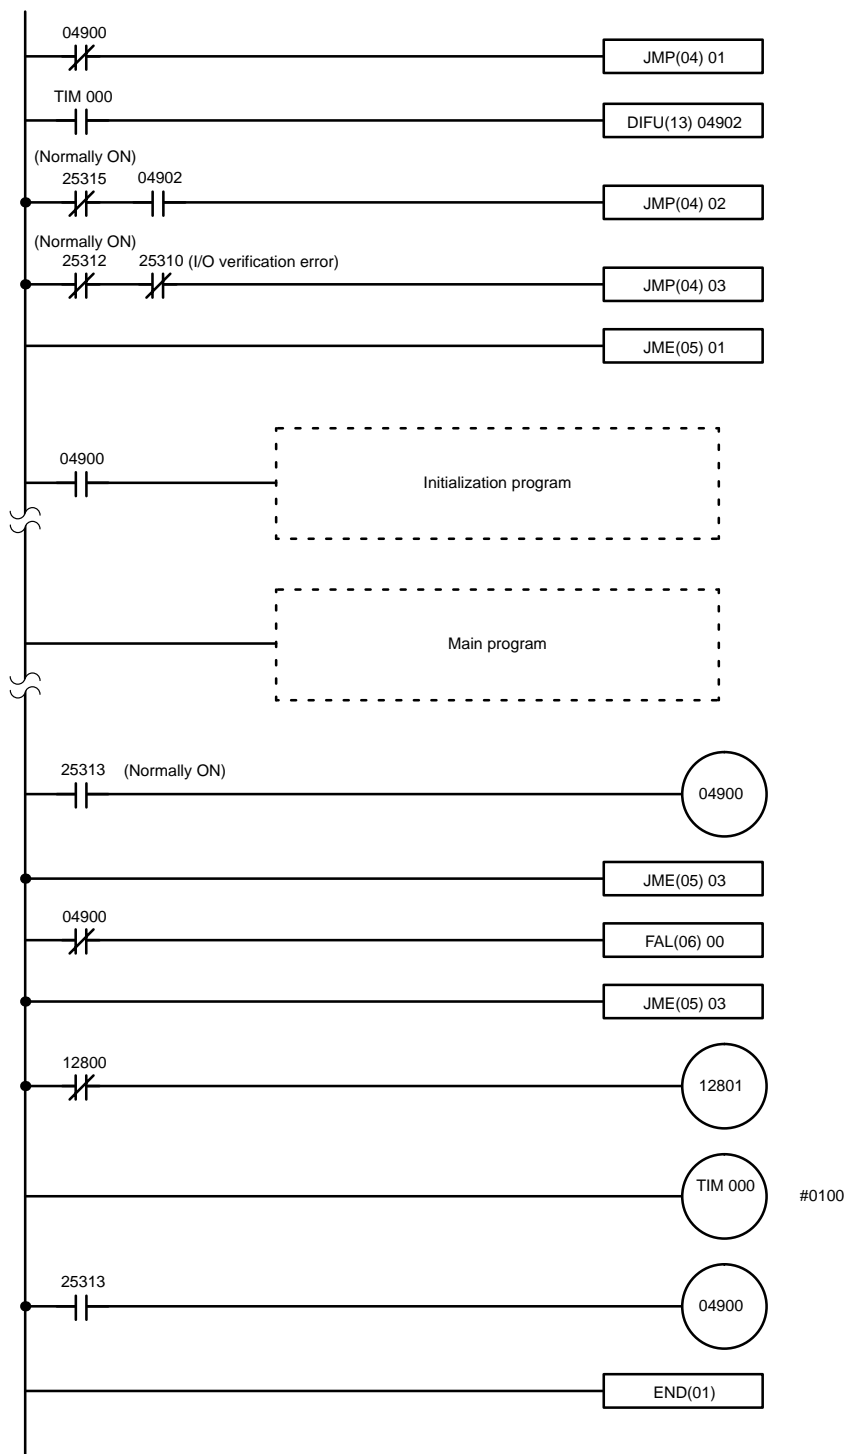 04900
JMP(04) 01
TIM 000
DIFU(13) 04902
(Normally ON)
25315 04902
JMP(04) 02
(Normally ON)
25312 25310 (I/O verification error)
JMP(04) 03
JME(05) 01
04900
Initialization program
Main program
25313 (Normally ON)
04900
JME(05) 03
04900
FAL(06) 00
JME(05) 03
12800
12801
TIM 000 #0100
25313
04900
END(01)